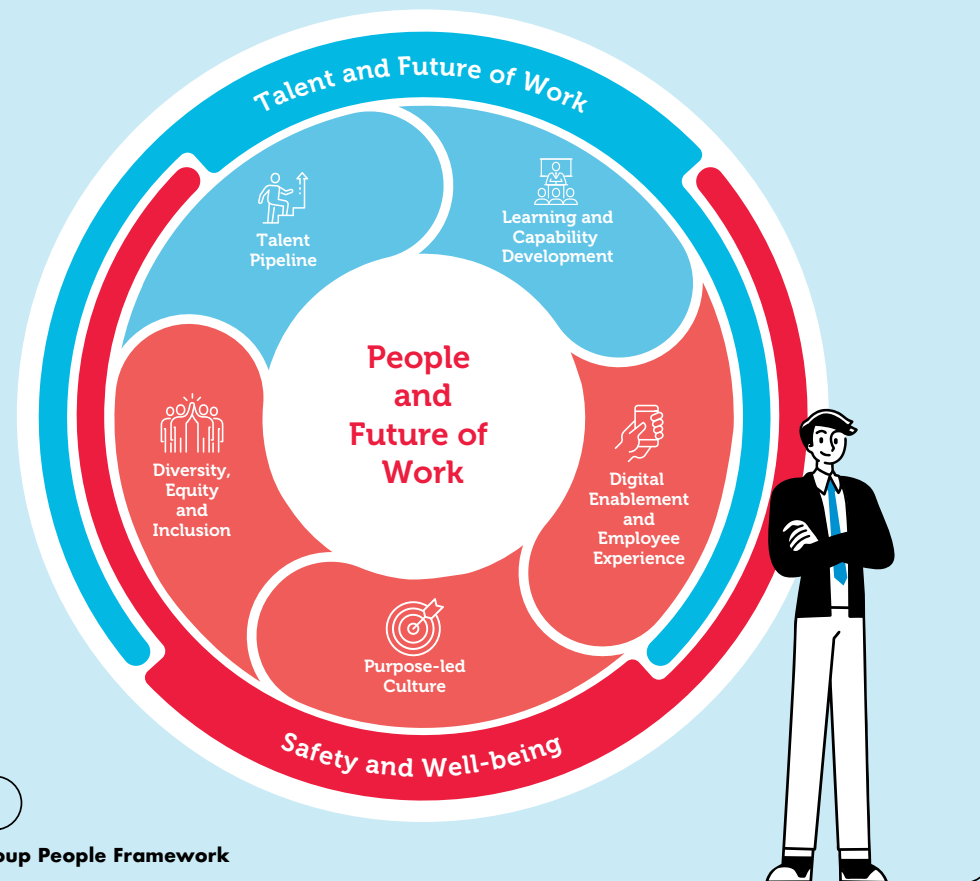 Talent and Future of Work
Talent
Pipeline
Learning and
Capability
Development
People
and
Future of
Work
Diversity,
Equity
and
Inclusion
Digital
Enablement
and
Employee
Experience
Purpose-led
Culture
Safety and Well-being
People Framework